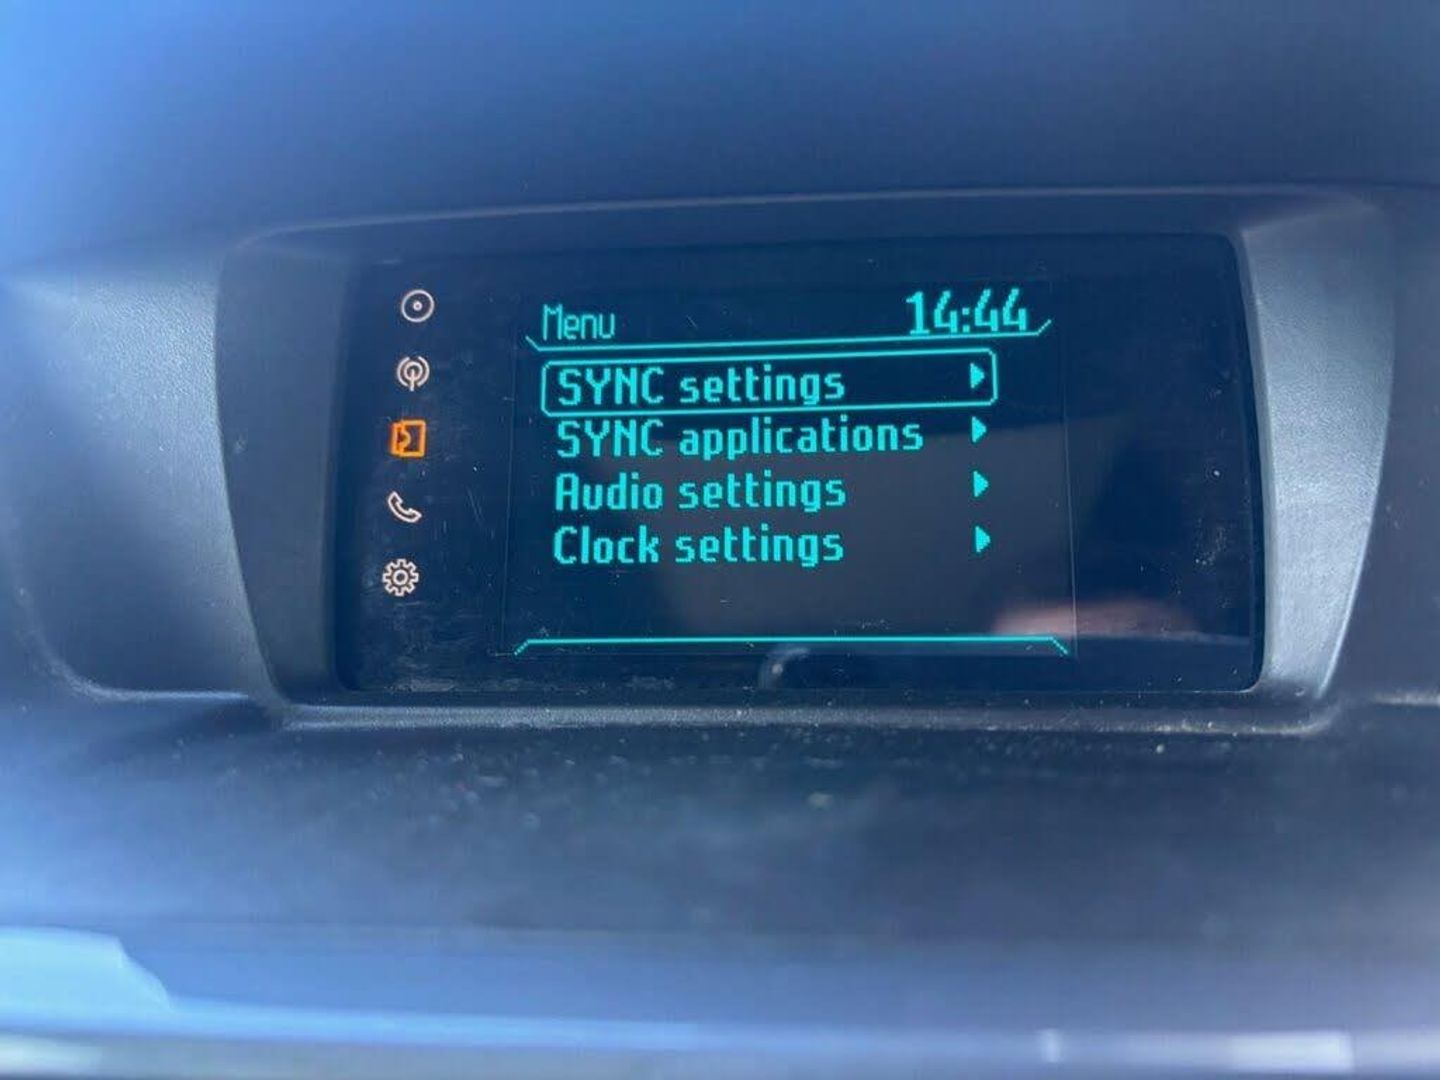 Menu 14:44
SYNC settings
SYNC applications
Audio settings
Clock settings